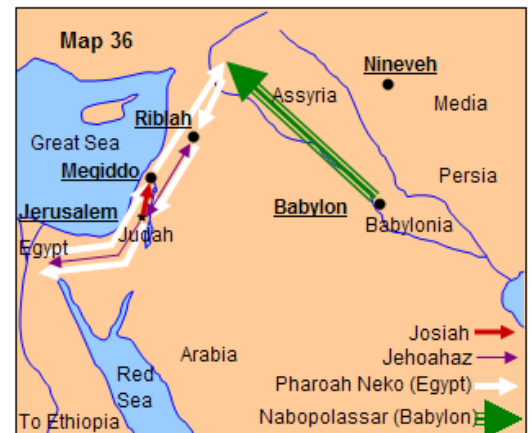 Map 36
Nineveh
Assyria
Media
Riblah
Great Sea
Megiddo
Persia
Jerusalem
Babylon
Judah
Babylonia
Egypt
Josiah
Jehoahaz
Arabia
Pharoah Neko (Egypt)
Red
Sea
Nabopolassar (Babylon)
To Ethiopia